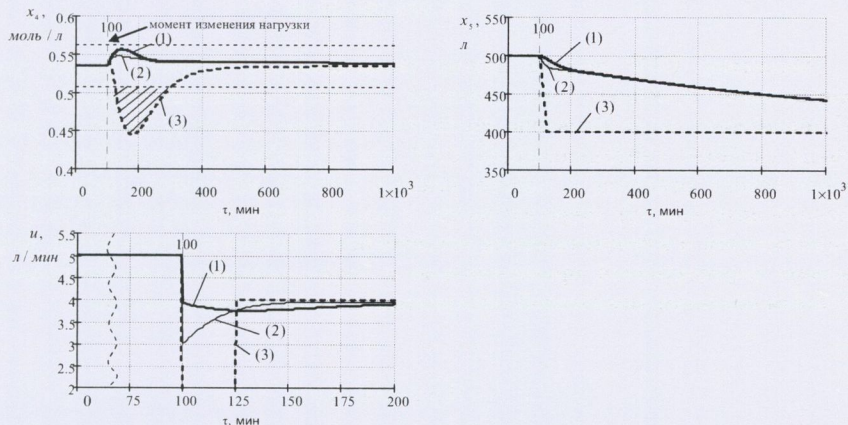 x₄, 0.6
моль / л
100
момент изменения нагрузки
(1)
0.55
(2)
0.5
0.45
(3)
0.4
0 200 400 600 800 1×10³
τ, мин
x₅, 550
л
100
500
(1)
(2)
450
(3)
400
350
0 200 400 600 800 1×10³
τ, мин
u, 5.5
л / мин
100
5
4.5
(1)
4
3.5
(2)
3
(3)
2.5
2
0 75 100 125 150 175 200
τ, мин